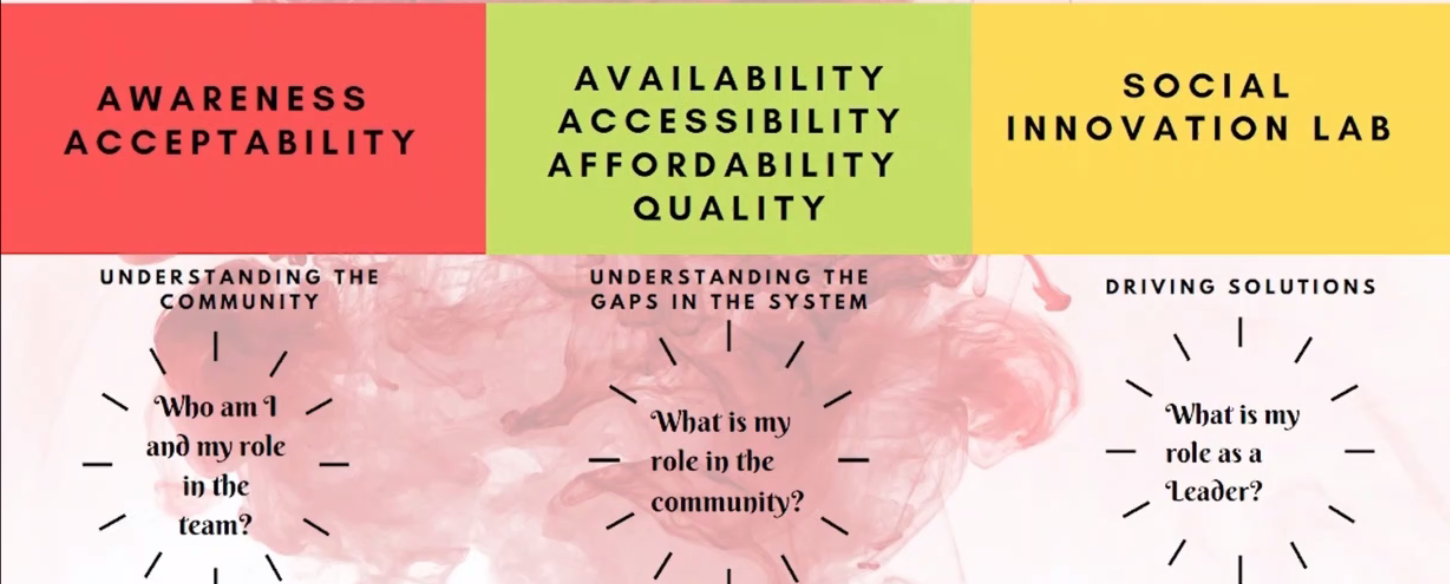 AWARENESS
ACCEPTABILITY
AVAILABILITY
ACCESSIBILITY
AFFORDABILITY
QUALITY
SOCIAL
INNOVATION LAB
UNDERSTANDING THE
COMMUNITY
UNDERSTANDING THE
GAPS IN THE SYSTEM
DRIVING SOLUTIONS
Who am I
and my role
in the
team?
What is my
role in the
community?
What is my
role as a
Leader?